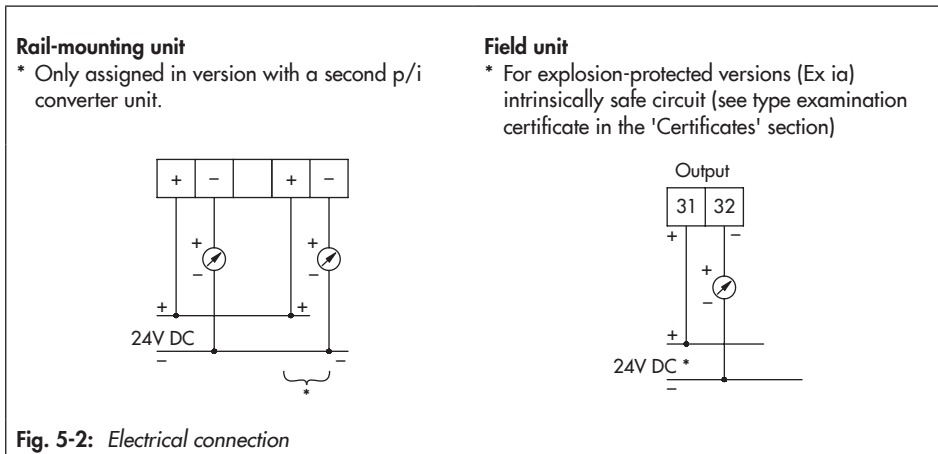 Rail-mounting unit
* Only assigned in version with a second p/i
converter unit.
+ − + −
+ +
− −
+ +
24V DC
− −
*
Field unit
* For explosion-protected versions (Ex ia)
intrinsically safe circuit (see type examination
certificate in the 'Certificates' section)
Output
31 32
+ −
+
−
+
24V DC *
−
Fig. 5-2: Electrical connection